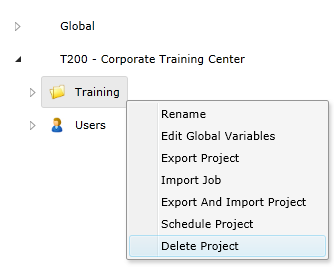 Global
T200 - Corporate Training Center
Training
Users
Rename
Edit Global Variables
Export Project
Import Job
Export And Import Project
Schedule Project
Delete Project